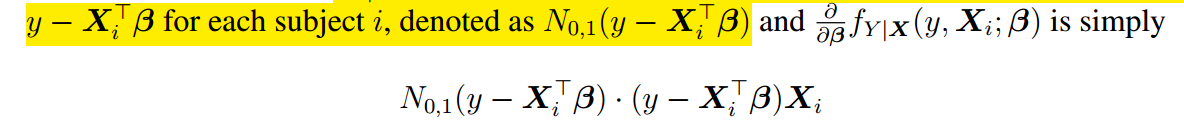 y − X_i^⊤β for each subject i, denoted as N_{0,1}(y − X_i^⊤β) and ∂/∂β f_{Y|X}(y, X_i; β) is simply
N_{0,1}(y − X_i^⊤β) · (y − X_i^⊤β)X_i